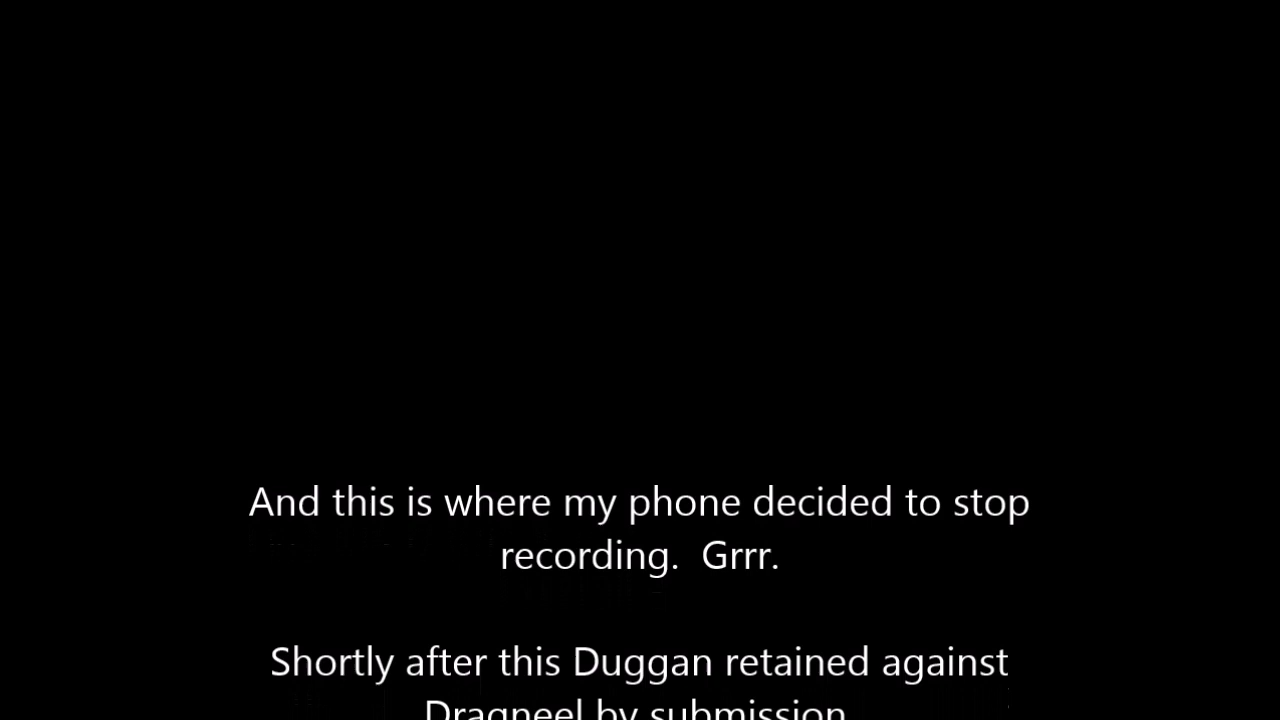 And this is where my phone decided to stop
recording.  Grrr.
Shortly after this Duggan retained against
Dragneel by submission